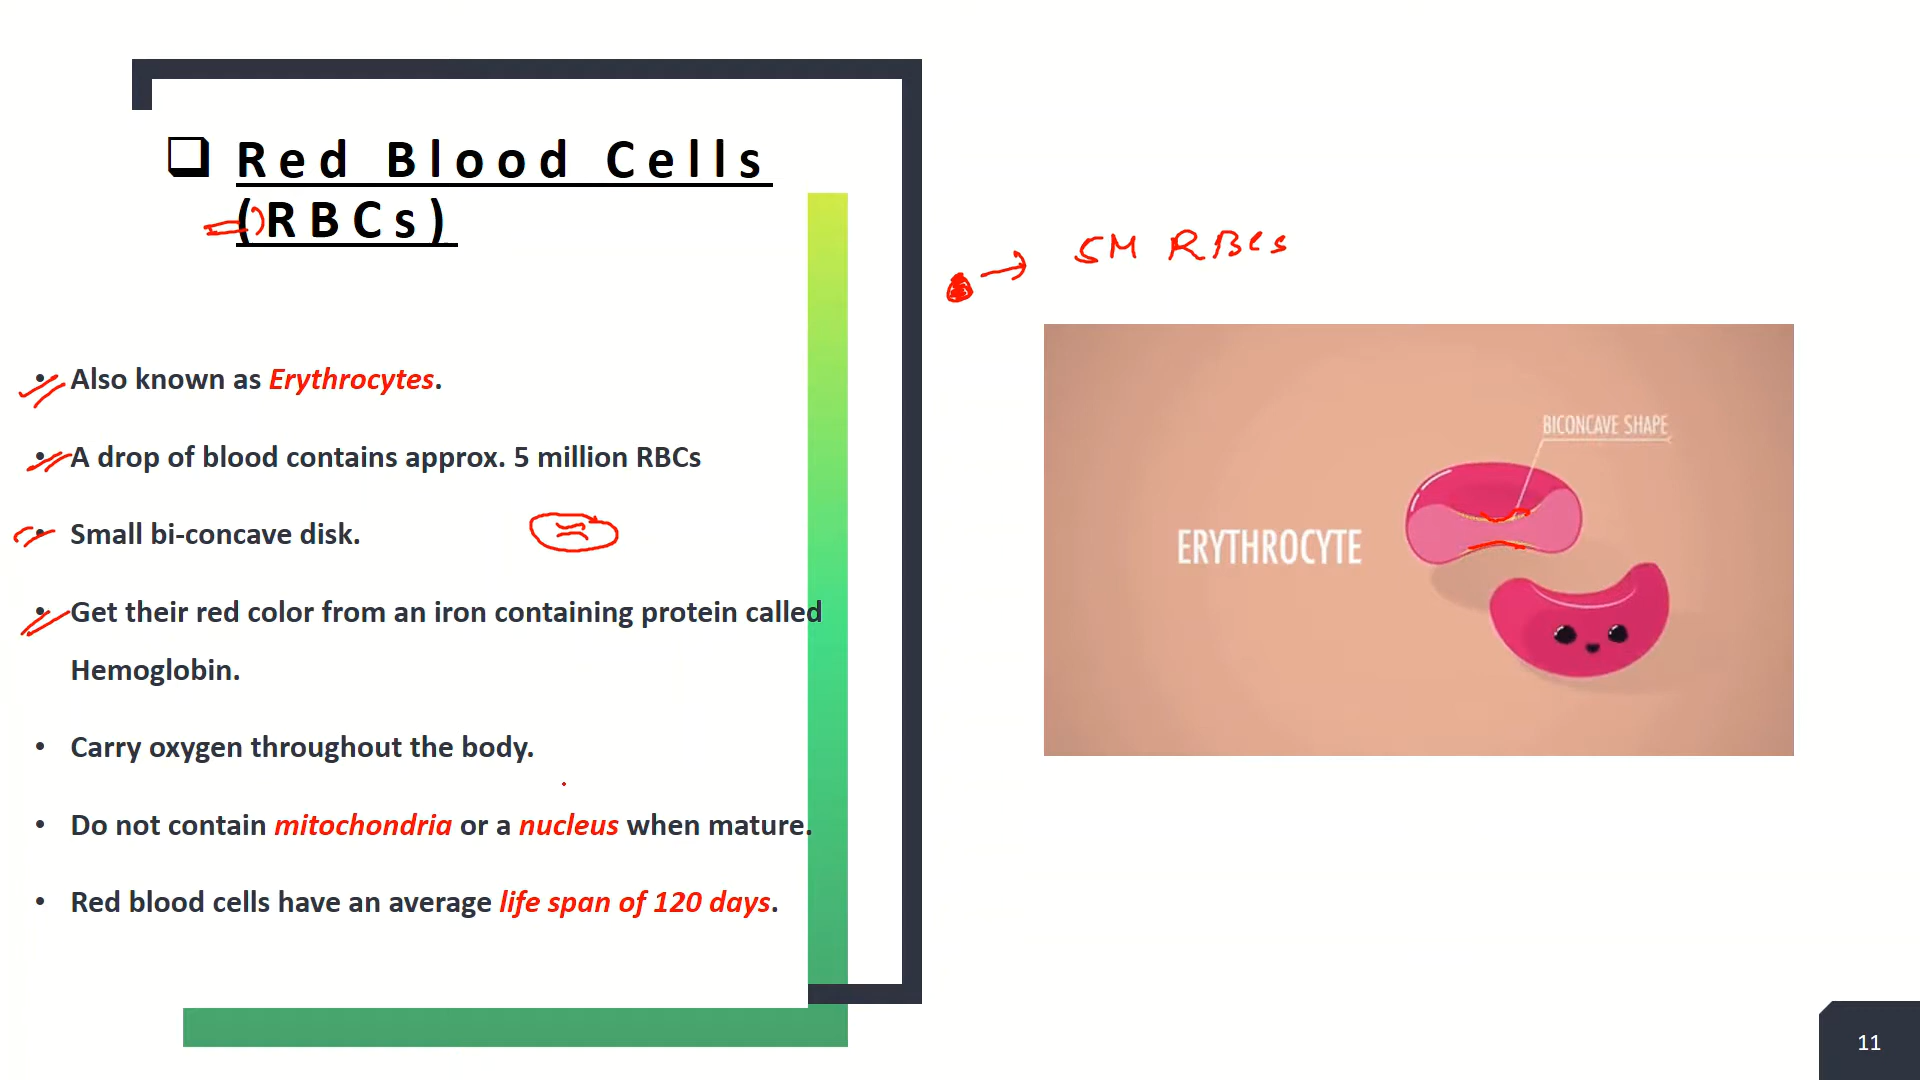 Red Blood Cells
(RBCs)
5M RBCs
• Also known as Erythrocytes.
• A drop of blood contains approx. 5 million RBCs
• Small bi-concave disk.
• Get their red color from an iron containing protein called
Hemoglobin.
• Carry oxygen throughout the body.
• Do not contain mitochondria or a nucleus when mature.
• Red blood cells have an average life span of 120 days.
BICONCAVE SHAPE
ERYTHROCYTE
11